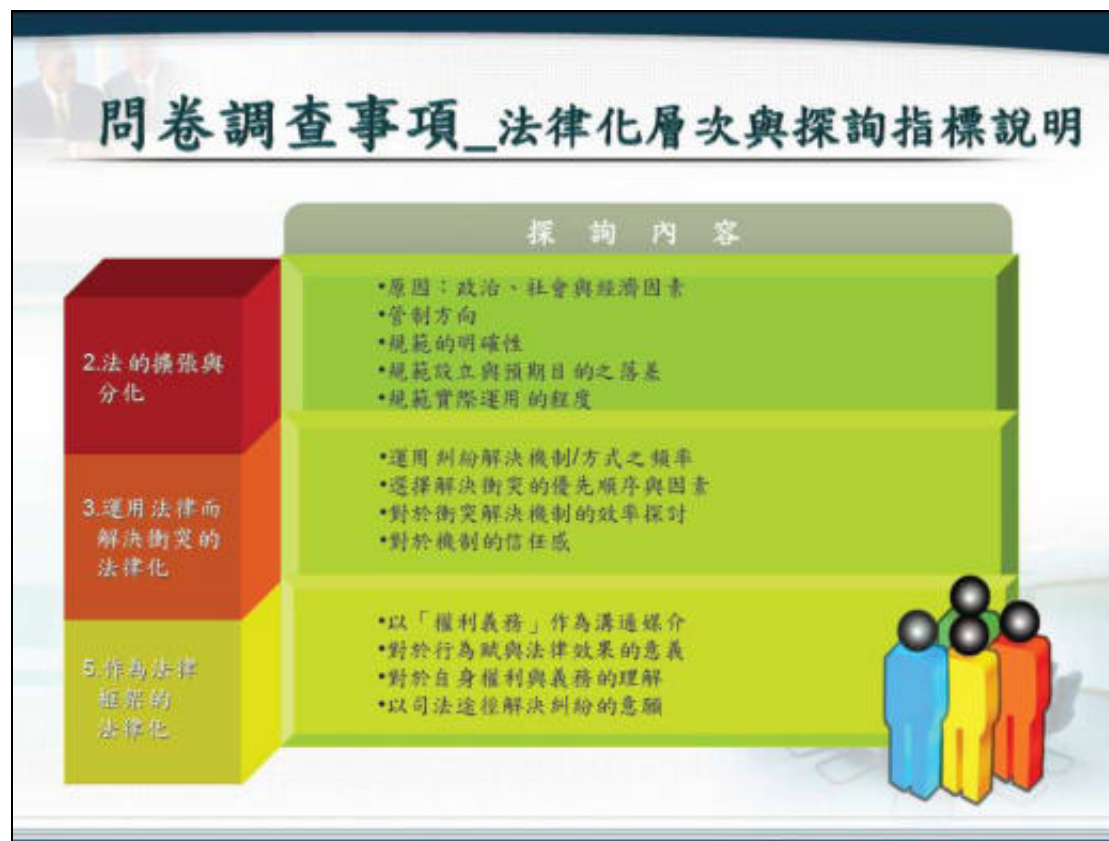 問卷調查事項_法律化層次與探詢指標說明
探詢內容
2.法的擴張與
分化
•原因：政治、社會與經濟因素
•管制方向
•規範的明確性
•規範設立與預期目的之落差
•規範實際運用的程度
3.運用法律而
解決衝突的
法律化
•運用糾紛解決機制/方式之頻率
•選擇解決衝突的優先順序與因素
•對於衝突解決機制的效率探討
•對於機制的信任感
5.作為法律
框架的
法律化
•以「權利義務」作為溝通媒介
•對於行為賦與法律效果的意義
•對於自身權利與義務的理解
•以司法途徑解決糾紛的意願